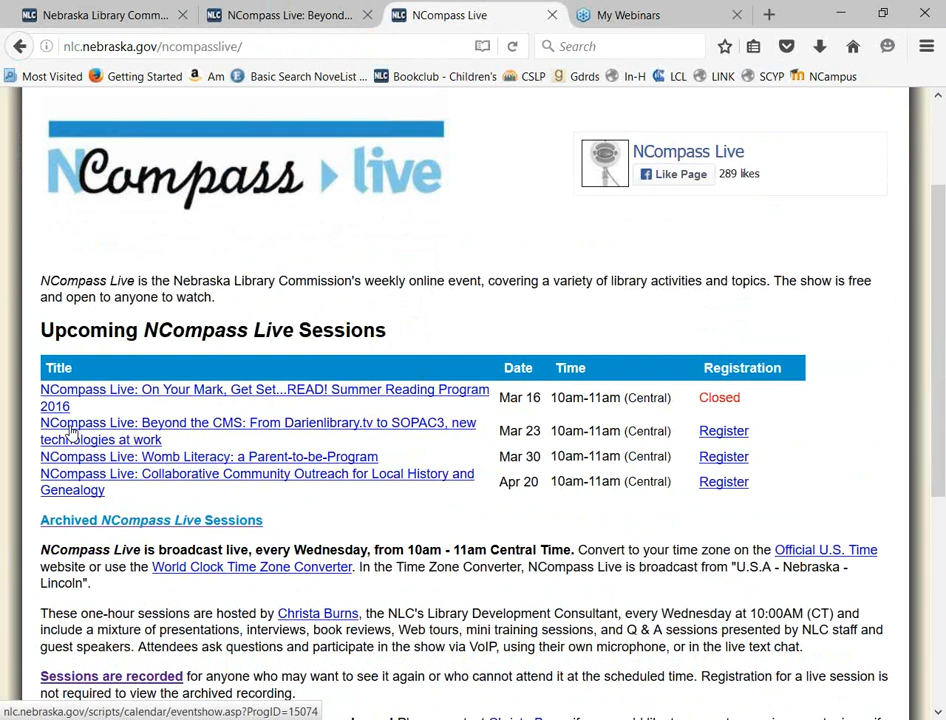 Nebraska Library Comm...
NCompass Live: Beyond...
NCompass Live
My Webinars
nlc.nebraska.gov/ncompasslive/
Search
Most Visited
Getting Started
Am
Basic Search NoveList ...
Bookclub - Children's
CSLP
Gdrds
In-H
LCL
LINK
SCYP
NCampus
NCompass live
NCompass Live
Like Page 289 likes
NCompass Live is the Nebraska Library Commission's weekly online event, covering a variety of library activities and topics. The show is free
and open to anyone to watch.
Upcoming NCompass Live Sessions
Title Date Time Registration
NCompass Live: On Your Mark, Get Set...READ! Summer Reading Program
2016
Mar 16 10am-11am (Central) Closed
NCompass Live: Beyond the CMS: From Darienlibrary.tv to SOPAC3, new
technologies at work
Mar 23 10am-11am (Central) Register
NCompass Live: Womb Literacy: a Parent-to-be-Program Mar 30 10am-11am (Central) Register
NCompass Live: Collaborative Community Outreach for Local History and
Genealogy
Apr 20 10am-11am (Central) Register
Archived NCompass Live Sessions
NCompass Live is broadcast live, every Wednesday, from 10am - 11am Central Time. Convert to your time zone on the Official U.S. Time
website or use the World Clock Time Zone Converter. In the Time Zone Converter, NCompass Live is broadcast from "U.S.A - Nebraska -
Lincoln".
These one-hour sessions are hosted by Christa Burns, the NLC's Library Development Consultant, every Wednesday at 10:00AM (CT) and
include a mixture of presentations, interviews, book reviews, Web tours, mini training sessions, and Q & A sessions presented by NLC staff and
guest speakers. Attendees ask questions and participate in the show via VoIP, using their own microphone, or in the live text chat.
Sessions are recorded for anyone who may want to see it again or who cannot attend it at the scheduled time. Registration for a live session is
not required to view the archived recording.
nlc.nebraska.gov/scripts/calendar/eventshow.asp?ProgID=15074